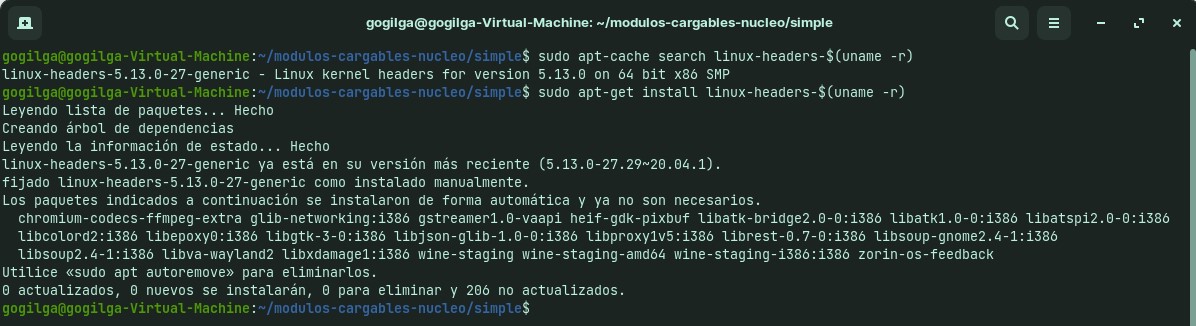 gogilga@gogilga-Virtual-Machine: ~/modulos-cargables-nucleo/simple
gogilga@gogilga-Virtual-Machine:~/modulos-cargables-nucleo/simple$ sudo apt-cache search linux-headers-$(uname -r)
linux-headers-5.13.0-27-generic - Linux kernel headers for version 5.13.0 on 64 bit x86 SMP
gogilga@gogilga-Virtual-Machine:~/modulos-cargables-nucleo/simple$ sudo apt-get install linux-headers-$(uname -r)
Leyendo lista de paquetes... Hecho
Creando árbol de dependencias
Leyendo la información de estado... Hecho
linux-headers-5.13.0-27-generic ya está en su versión más reciente (5.13.0-27.29~20.04.1).
fijado linux-headers-5.13.0-27-generic como instalado manualmente.
Los paquetes indicados a continuación se instalaron de forma automática y ya no son necesarios.
  chromium-codecs-ffmpeg-extra glib-networking:i386 gstreamer1.0-vaapi heif-gdk-pixbuf libatk-bridge2.0-0:i386 libatk1.0-0:i386 libatspi2.0-0:i386
  libcolord2:i386 libepoxy0:i386 libgtk-3-0:i386 libjson-glib-1.0-0:i386 libproxy1v5:i386 librest-0.7-0:i386 libsoup-gnome2.4-1:i386
  libsoup2.4-1:i386 libva-wayland2 libxdamage1:i386 wine-staging wine-staging-amd64 wine-staging-i386:i386 zorin-os-feedback
Utilice «sudo apt autoremove» para eliminarlos.
0 actualizados, 0 nuevos se instalarán, 0 para eliminar y 206 no actualizados.
gogilga@gogilga-Virtual-Machine:~/modulos-cargables-nucleo/simple$